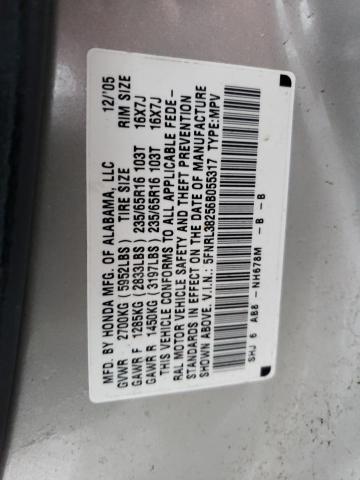 MFD. BY HONDA MFG. OF ALABAMA, LLC 12/'05
TIRE SIZE RIM SIZE
GVWR 2700KG (5952LBS)
GAWR F 1285KG (2833LBS) 235/65R16 103T 16X7J
GAWR R 1450KG (3197LBS) 235/65R16 103T 16X7J
THIS VEHICLE CONFORMS TO ALL APPLICABLE FEDE-
RAL MOTOR VEHICLE SAFETY AND THEFT PREVENTION
STANDARDS IN EFFECT ON THE DATE OF MANUFACTURE
SHOWN ABOVE. V.I.N.: 5FNRL38256B055317 TYPE:MPV
SHJ 6 AB8 - NH678M - B - B